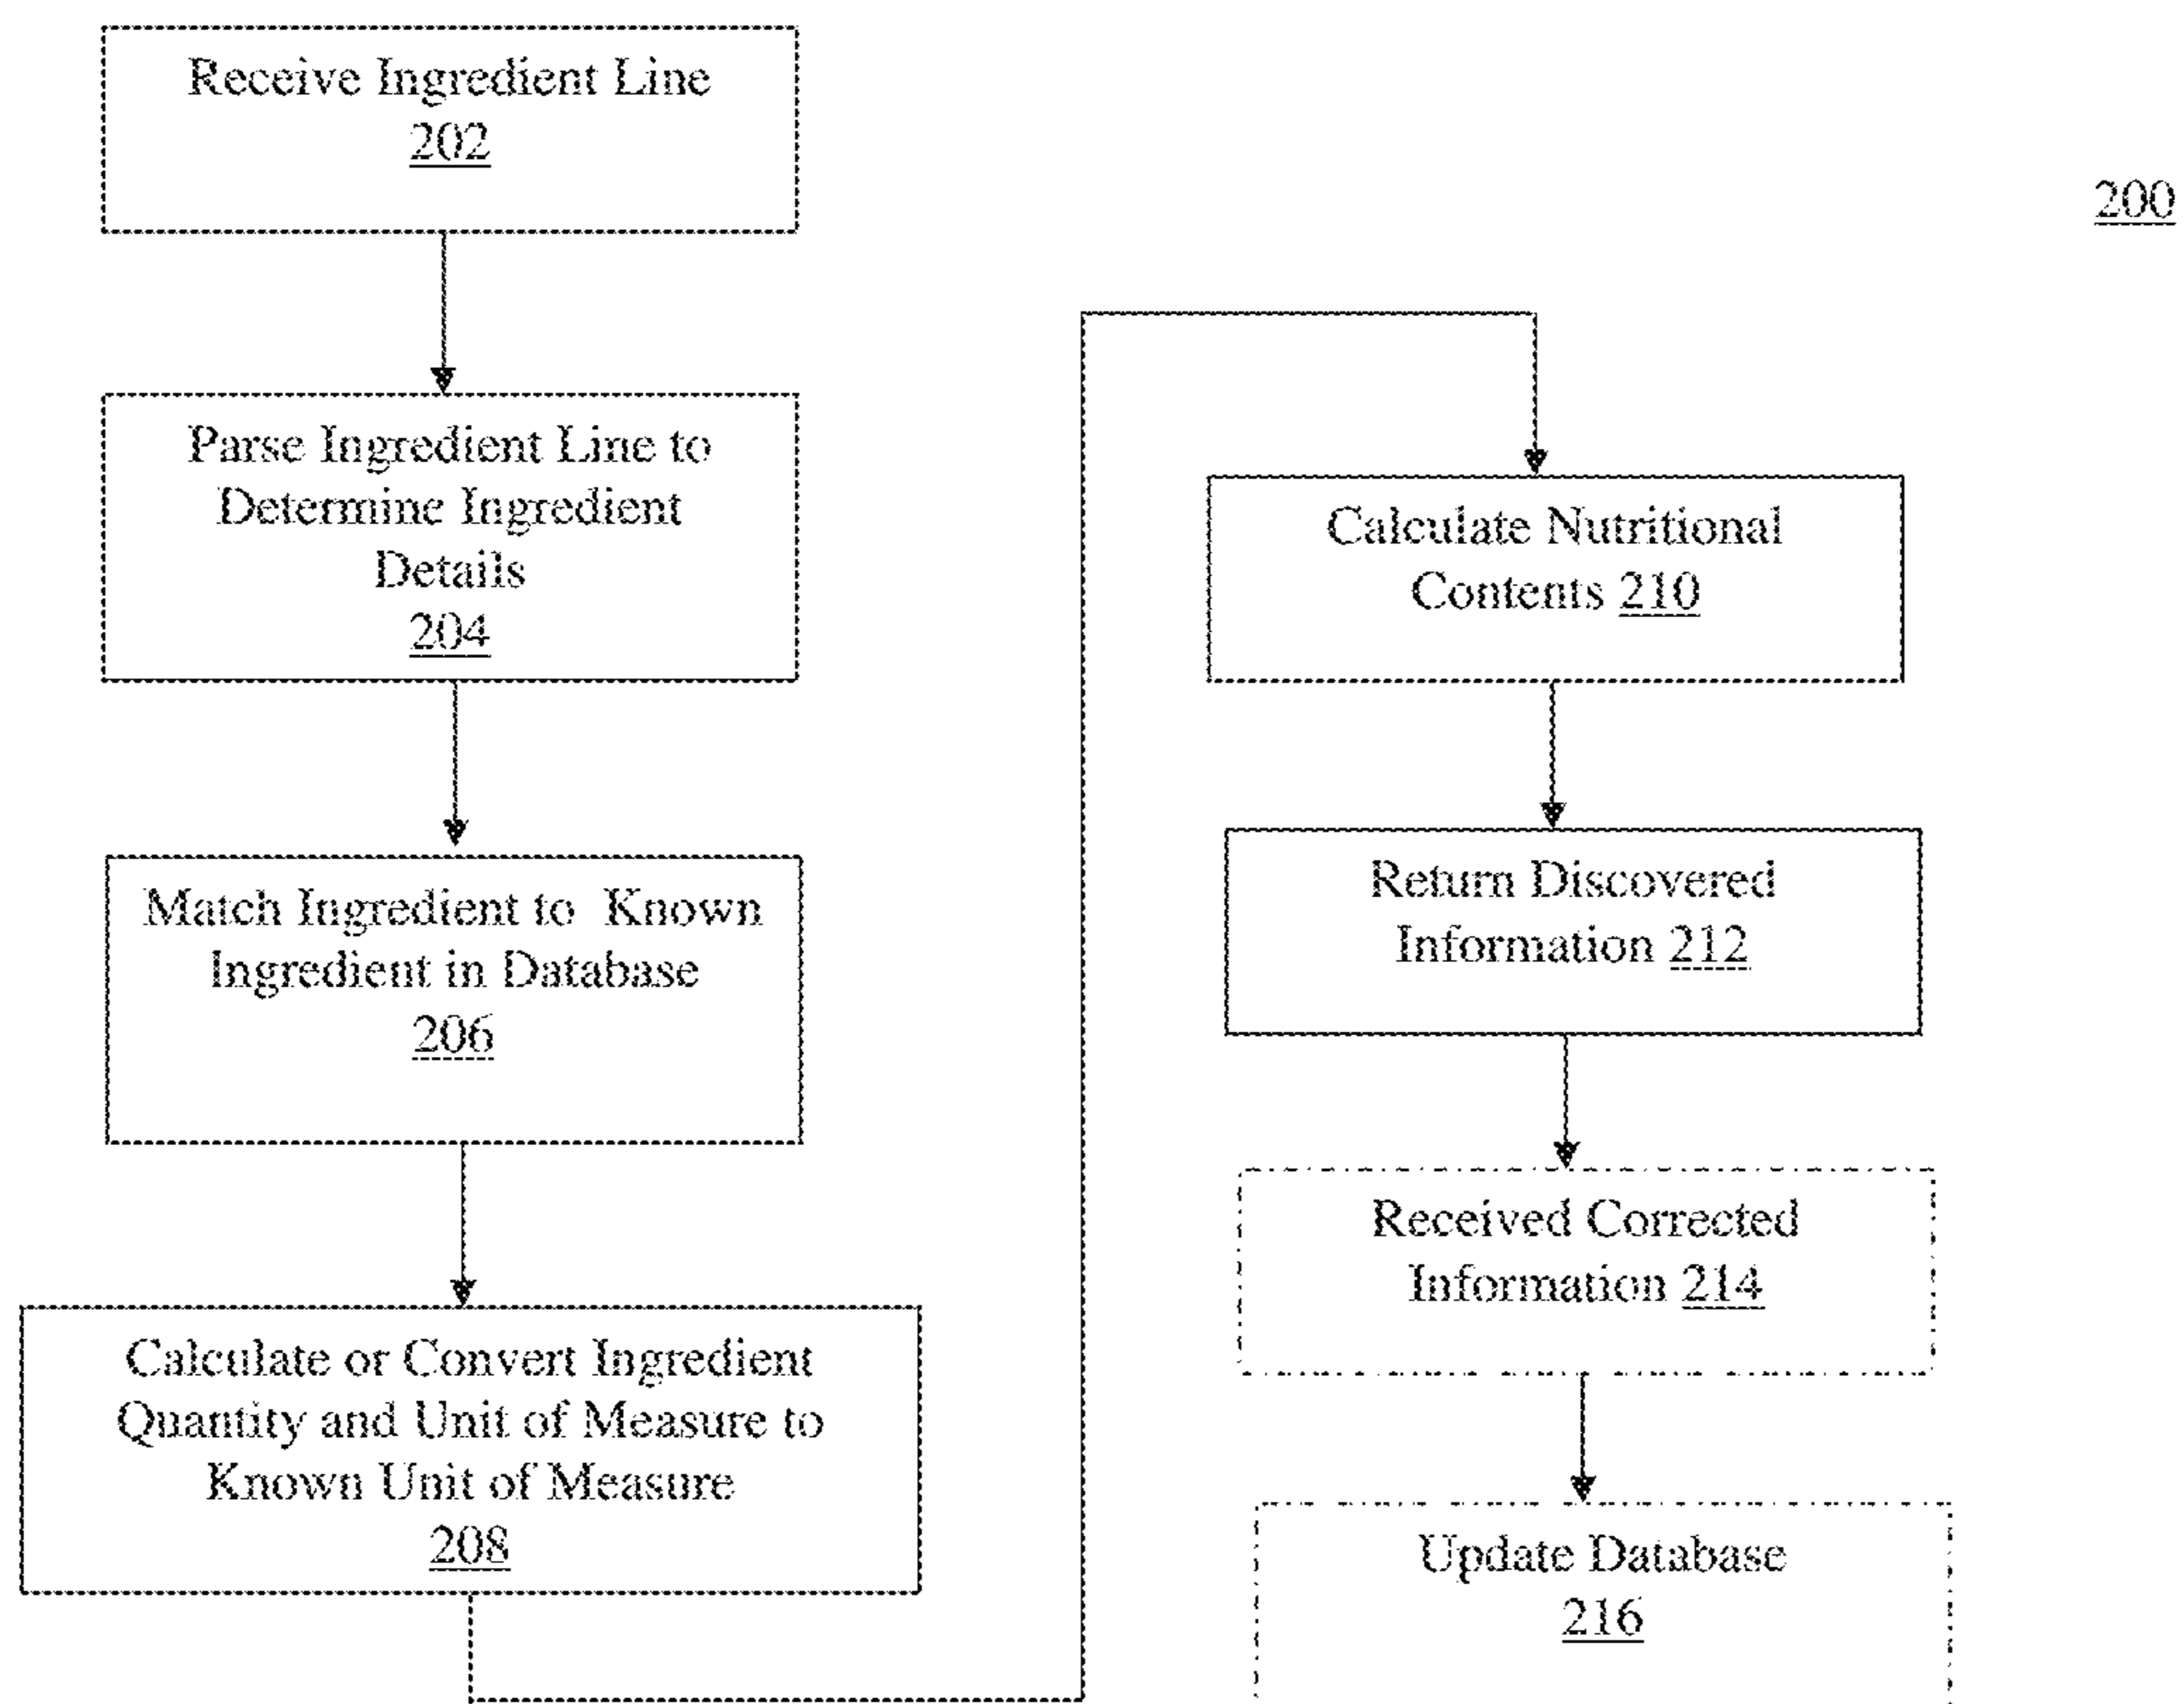 Receive Ingredient Line
202
200
Parse Ingredient Line to
Determine Ingredient
Details
204
Match Ingredient to Known
Ingredient in Database
206
Calculate or Convert Ingredient
Quantity and Unit of Measure to
Known Unit of Measure
208
Calculate Nutritional
Contents 210
Return Discovered
Information 212
Received Corrected
Information 214
Update Database
216